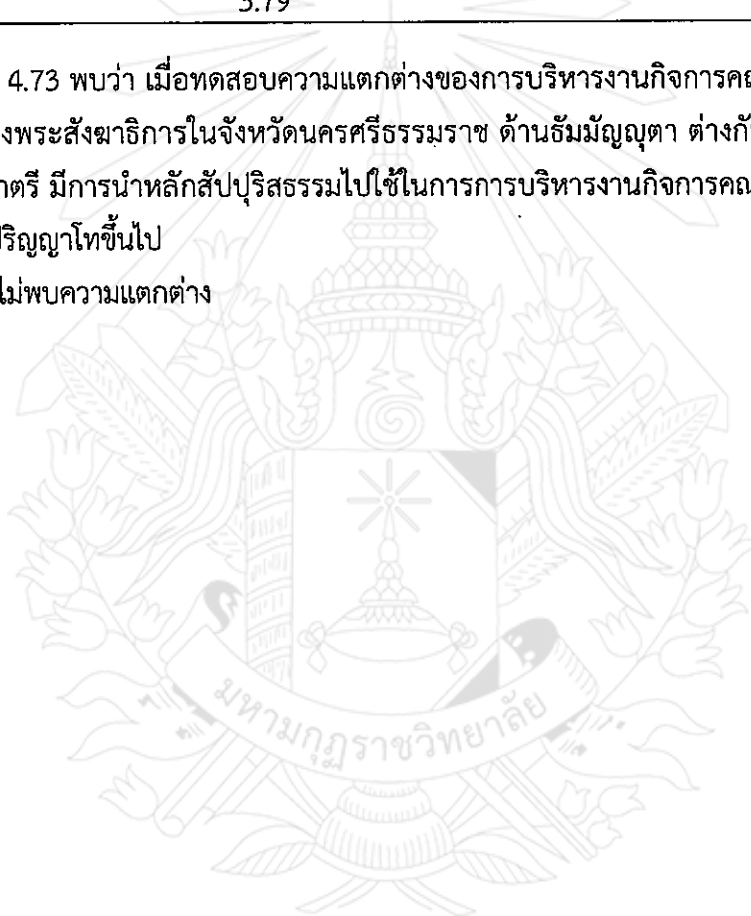 3.79
4.73 พบว่า เมื่อทดสอบความแตกต่างของการบริหารงานกิจการคณ
งพระสังฆาธิการในจังหวัดนครศรีธรรมราช ด้านธัมมัญญุตา ต่างกั
าตรี มีการนำหลักสัปปุริสธรรมไปใช้ในการการบริหารงานกิจการคณ
ปริญญาโทขึ้นไป
ไม่พบความแตกต่าง
มหามกุฏราชวิทยาลัย